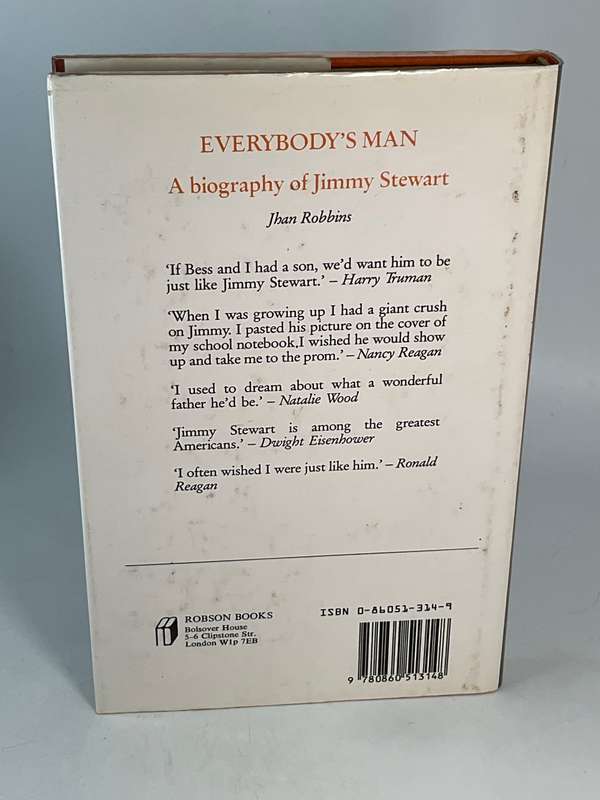 EVERYBODY'S MAN
A biography of Jimmy Stewart
Jhan Robbins
'If Bess and I had a son, we'd want him to be
just like Jimmy Stewart.' – Harry Truman
'When I was growing up I had a giant crush
on Jimmy. I pasted his picture on the cover of
my school notebook.I wished he would show
up and take me to the prom.' – Nancy Reagan
'I used to dream about what a wonderful
father he'd be.' – Natalie Wood
'Jimmy Stewart is among the greatest
Americans.' – Dwight Eisenhower
'I often wished I were just like him.' – Ronald
Reagan
ROBSON BOOKS
Bolsover House
5-6 Clipstone Str.
London W1p 7EB
ISBN 0-86051-314-9
9 780860 513148